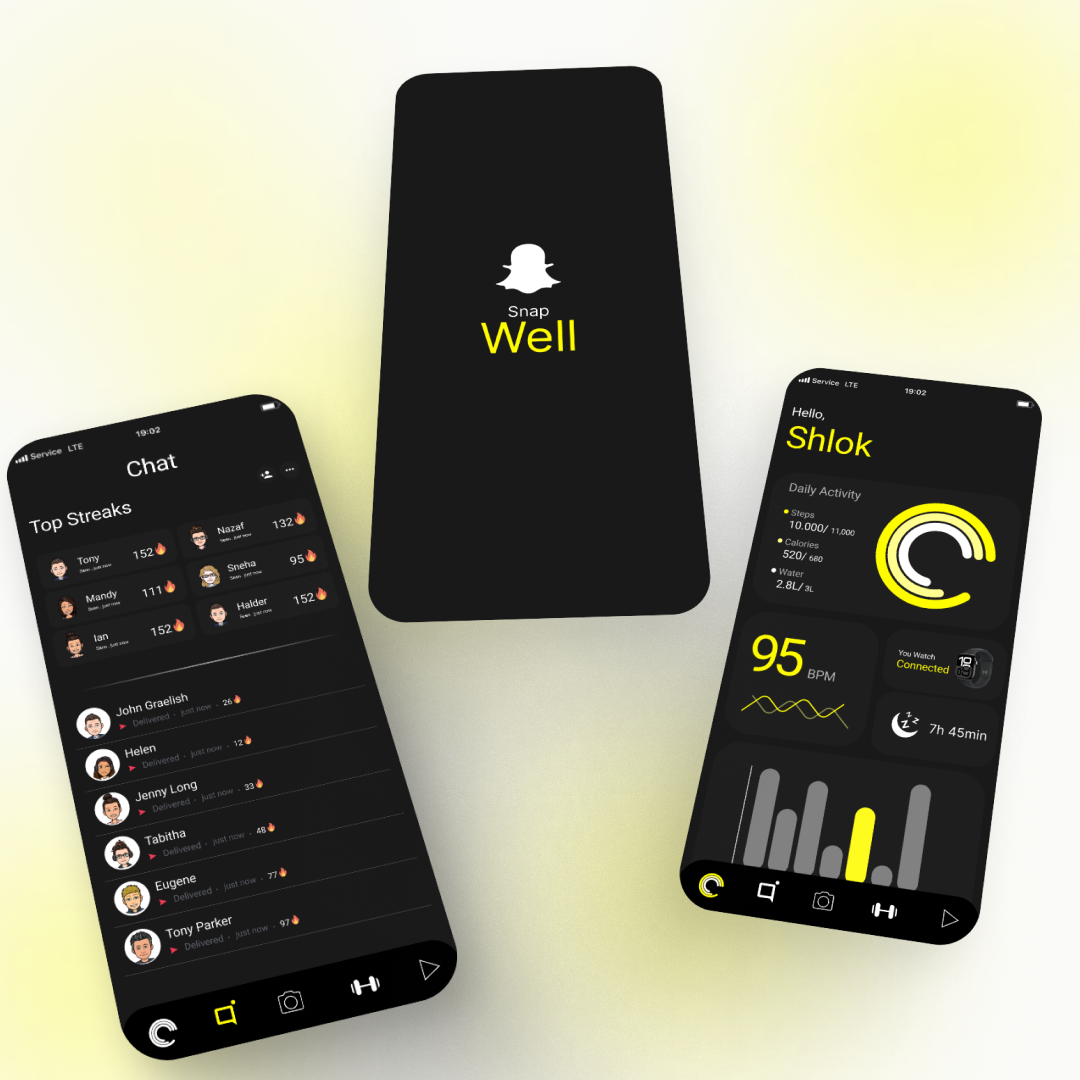 Snap
Well
Service LTE
19:02
Chat
Top Streaks
Tony
Seen . just now
152🔥
Nazaf
Seen . just now
132🔥
Mandy
Seen . just now
111🔥
Sneha
Seen . just now
95🔥
Ian
Seen . just now
152🔥
Halder
Seen . just now
152🔥
John Graelish
Delivered · just now · 26🔥
Helen
Delivered · just now · 12🔥
Jenny Long
Delivered · just now · 33🔥
Tabitha
Delivered · just now · 48🔥
Eugene
Delivered · just now · 77🔥
Tony Parker
Delivered · just now · 97🔥
Service LTE
19:02
Hello,
Shlok
Daily Activity
Steps
10.000/ 11,000
Calories
520/ 680
Water
2.8L/ 3L
95 BPM
You Watch
Connected
z z z
7h 45min